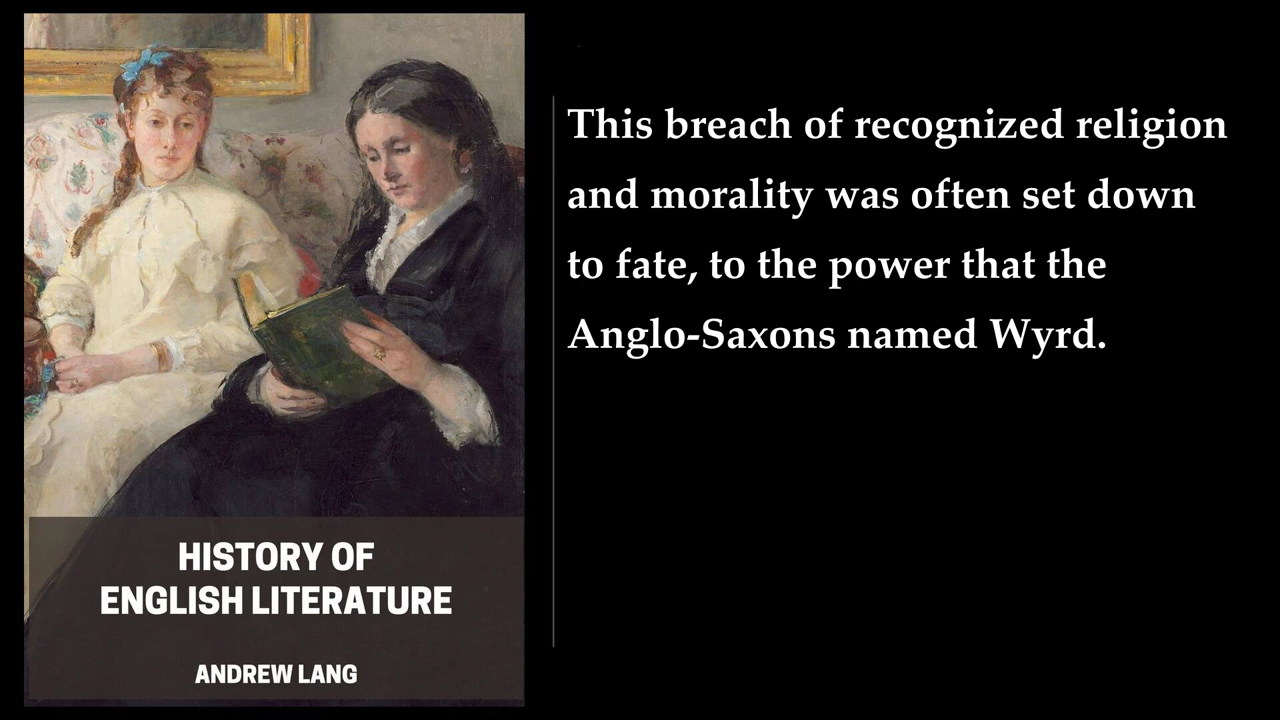 This breach of recognized religion
and morality was often set down
to fate, to the power that the
Anglo-Saxons named Wyrd.
HISTORY OF
ENGLISH LITERATURE
ANDREW LANG